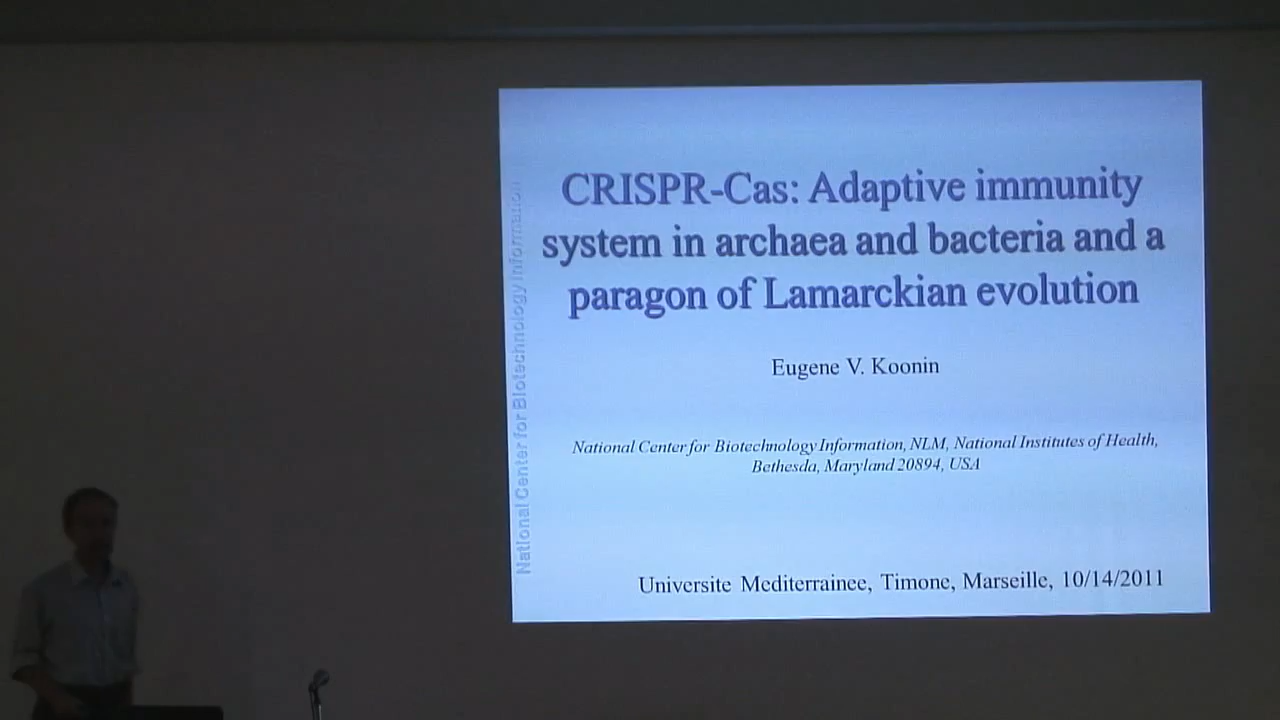 CRISPR-Cas: Adaptive immunity
system in archaea and bacteria and a
paragon of Lamarckian evolution
Eugene V. Koonin
National Center for Biotechnology Information, NLM, National Institutes of Health,
Bethesda, Maryland 20894, USA
Universite Mediterrainee, Timone, Marseille, 10/14/2011
National Center for Biotechnology Information